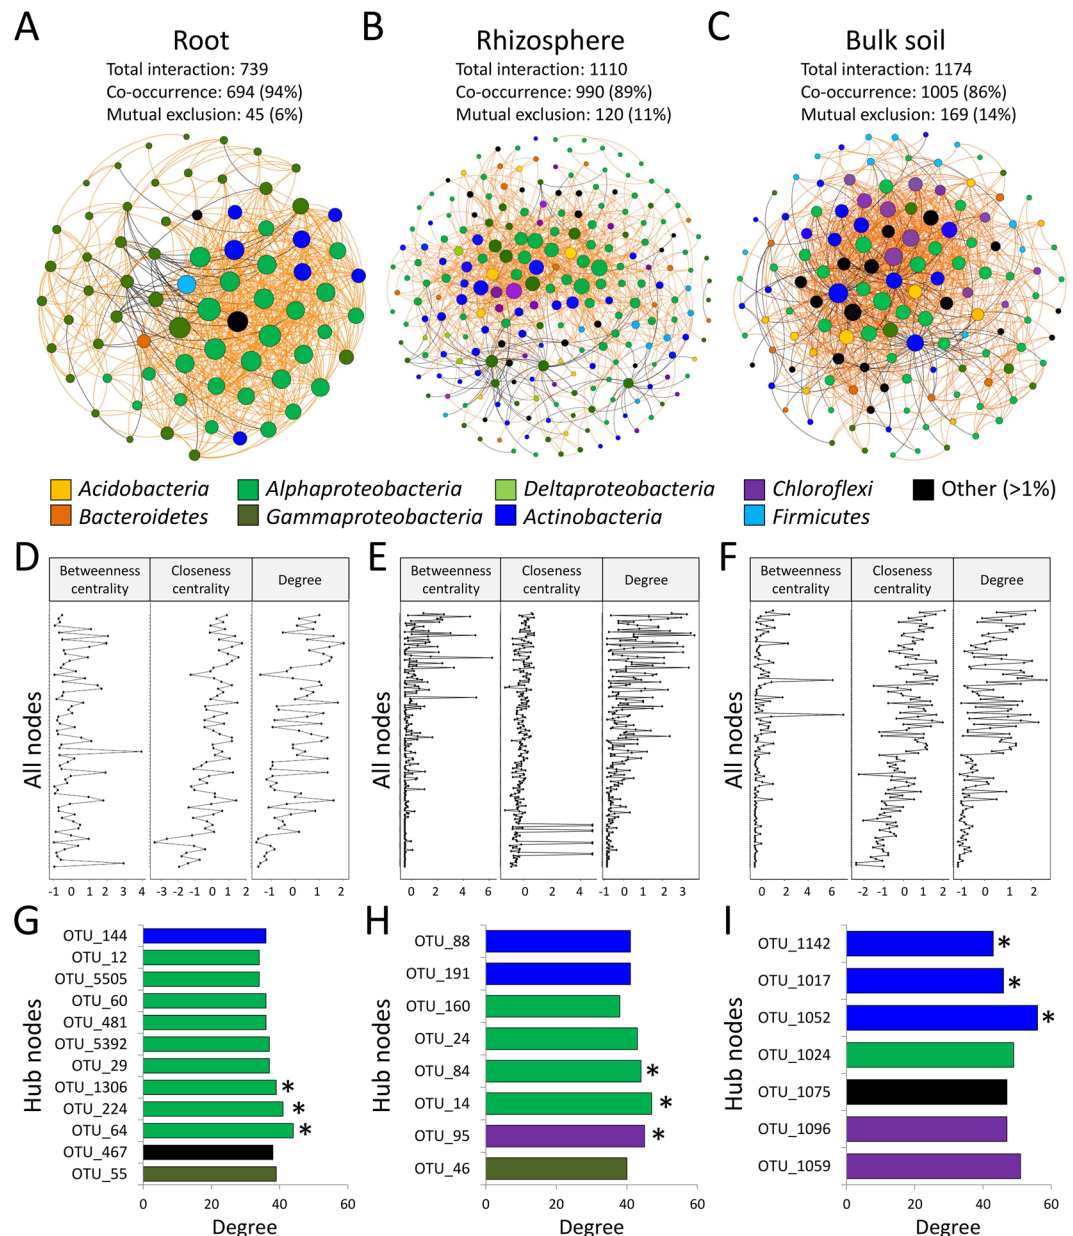 A
Root
Total interaction: 739
Co-occurrence: 694 (94%)
Mutual exclusion: 45 (6%)
B
Rhizosphere
Total interaction: 1110
Co-occurrence: 990 (89%)
Mutual exclusion: 120 (11%)
C
Bulk soil
Total interaction: 1174
Co-occurrence: 1005 (86%)
Mutual exclusion: 169 (14%)
Acidobacteria
Alphaproteobacteria
Deltaproteobacteria
Chloroflexi
Other (>1%)
Bacteroidetes
Gammaproteobacteria
Actinobacteria
Firmicutes
D
Betweenness
centrality
Closeness
centrality
Degree
All nodes
-1 0 1 2 3 4
-3 -2 -1 0 1 2
-1 0 1 2
E
Betweenness
centrality
Closeness
centrality
Degree
All nodes
0 2 4 6
-1 0 1 2 3 4 5
-1 0 1 2 3
F
Betweenness
centrality
Closeness
centrality
Degree
All nodes
0 2 4 6
-2 -1 0 1 2
-1 0 1 2
G
Hub nodes
OTU_144
OTU_12
OTU_5505
OTU_60
OTU_481
OTU_5392
OTU_29
OTU_1306 *
OTU_224 *
OTU_64 *
OTU_467
OTU_55
0 20 40 60
Degree
H
Hub nodes
OTU_88
OTU_191
OTU_160
OTU_24
OTU_84 *
OTU_14 *
OTU_95 *
OTU_46
0 20 40 60
Degree
I
Hub nodes
OTU_1142 *
OTU_1017 *
OTU_1052 *
OTU_1024
OTU_1075
OTU_1096
OTU_1059
0 20 40 60
Degree